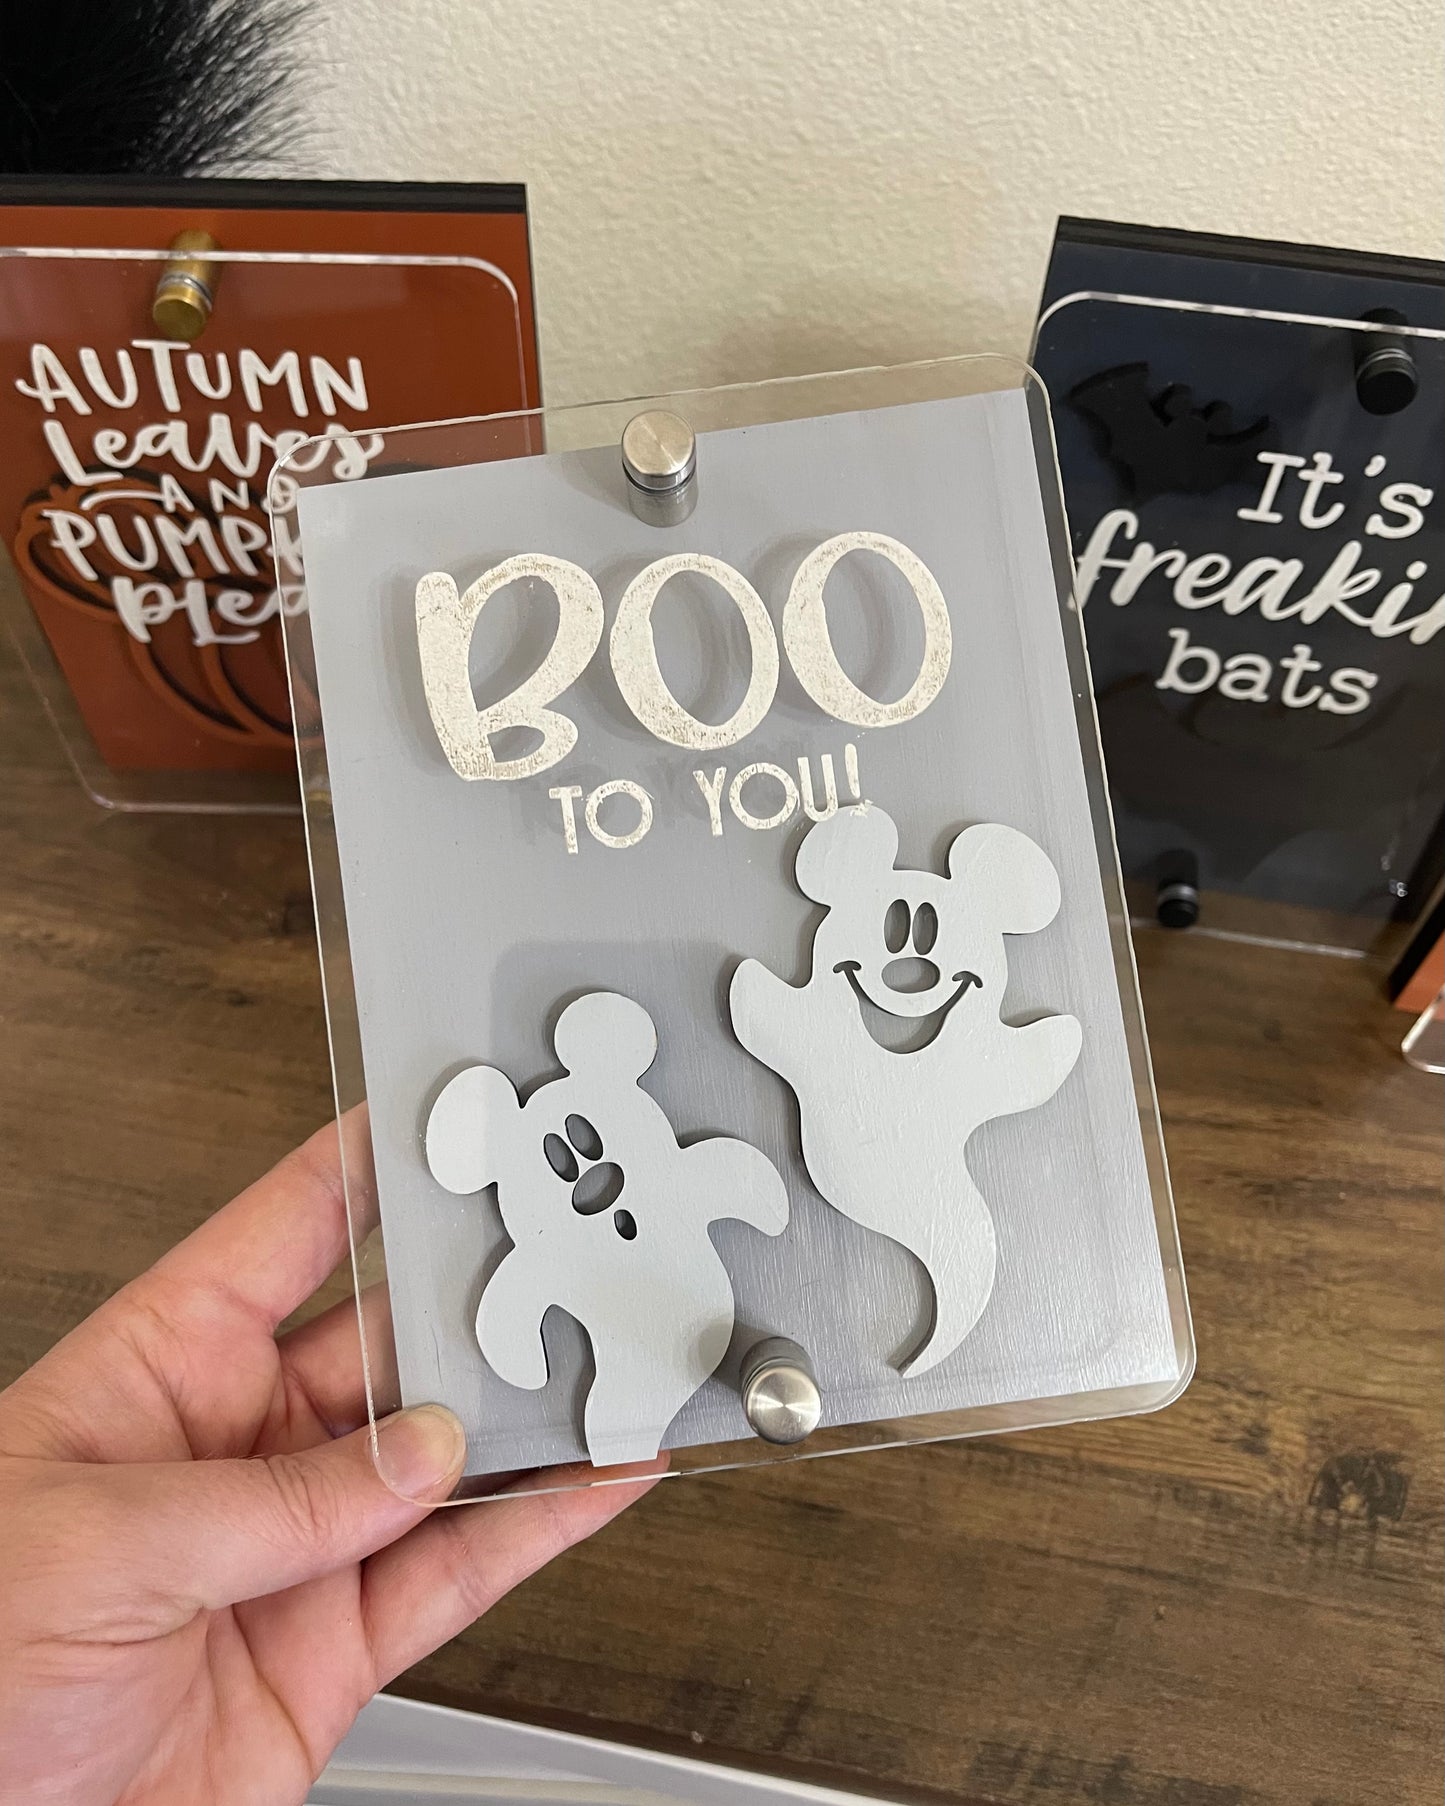 AUTUMN
Leaves
AND
BOO
TO YOU!
It's
bats